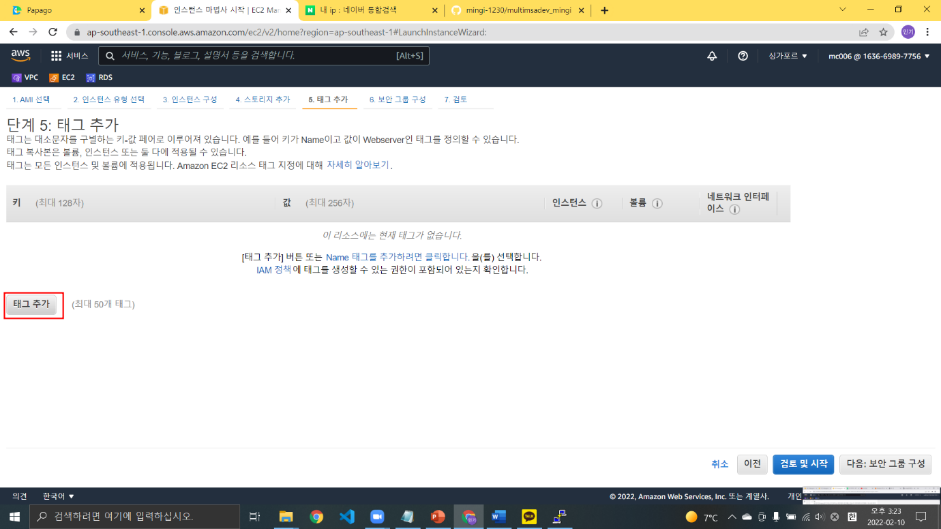 Papago
인스턴스 마법사 시작 | EC2 Ma
내 ip : 네이버 통합검색
mingi-1230/multimsadev_mingi
ap-southeast-1.console.aws.amazon.com/ec2/v2/home?region=ap-southeast-1#LaunchInstanceWizard:
민기
aws
서비스
서비스, 기능, 블로그, 설명서 등을 검색합니다.
[Alt+S]
싱가포르
mc006 @ 1636-6989-7756
VPC
EC2
RDS
1. AMI 선택
2. 인스턴스 유형 선택
3. 인스턴스 구성
4. 스토리지 추가
5. 태그 추가
6. 보안 그룹 구성
7. 검토
단계 5: 태그 추가
태그는 대소문자를 구별하는 키-값 페어로 이루어져 있습니다. 예를 들어 키가 Name이고 값이 Webserver인 태그를 정의할 수 있습니다.
태그 복사본은 볼륨, 인스턴스 또는 둘 다에 적용될 수 있습니다.
태그는 모든 인스턴스 및 볼륨에 적용됩니다. Amazon EC2 리소스 태그 지정에 대해 자세히 알아보기.
키 (최대 128자)
값 (최대 256자)
인스턴스
볼륨
네트워크 인터페
이스
이 리소스에는 현재 태그가 없습니다.
[태그 추가] 버튼 또는 Name 태그를 추가하려면 클릭합니다. 을(를) 선택합니다.
IAM 정책 에 태그를 생성할 수 있는 권한이 포함되어 있는지 확인합니다.
태그 추가
(최대 50개 태그)
취소
이전
검토 및 시작
다음: 보안 그룹 구성
의견
한국어
© 2022, Amazon Web Services, Inc. 또는 계열사.
개인
검색하려면 여기에 입력하십시오.
7°C
오후 3:23
2022-02-10